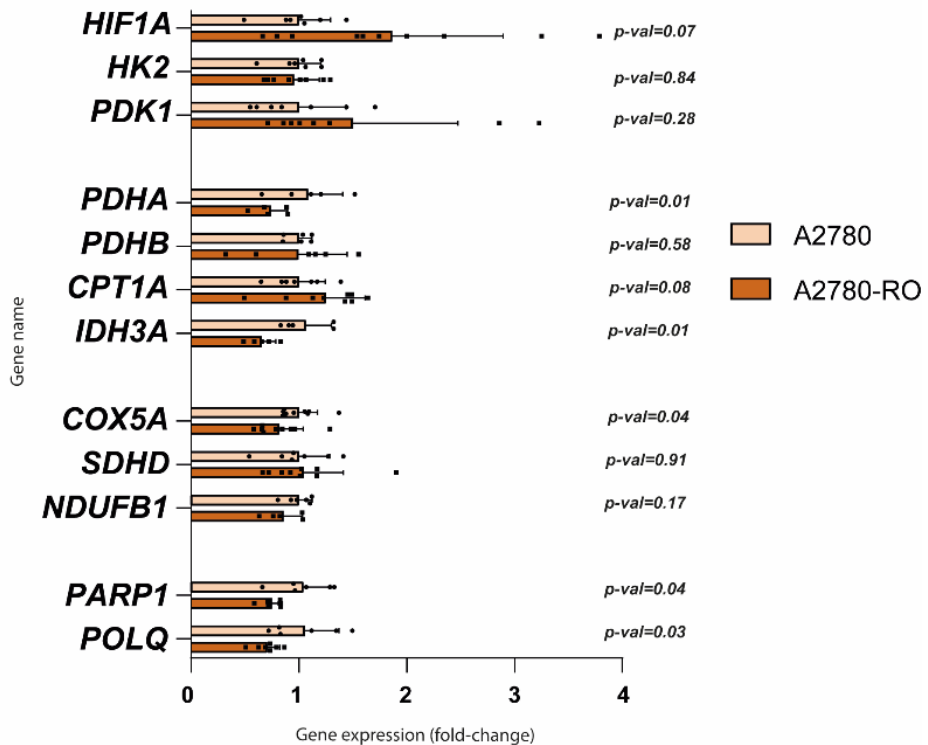 HIF1A
p-val=0.07
HK2
p-val=0.84
PDK1
p-val=0.28
PDHA
p-val=0.01
PDHB
p-val=0.58
CPT1A
p-val=0.08
IDH3A
p-val=0.01
COX5A
p-val=0.04
SDHD
p-val=0.91
NDUFB1
p-val=0.17
PARP1
p-val=0.04
POLQ
p-val=0.03
A2780
A2780-RO
Gene name
0 1 2 3 4
Gene expression (fold-change)